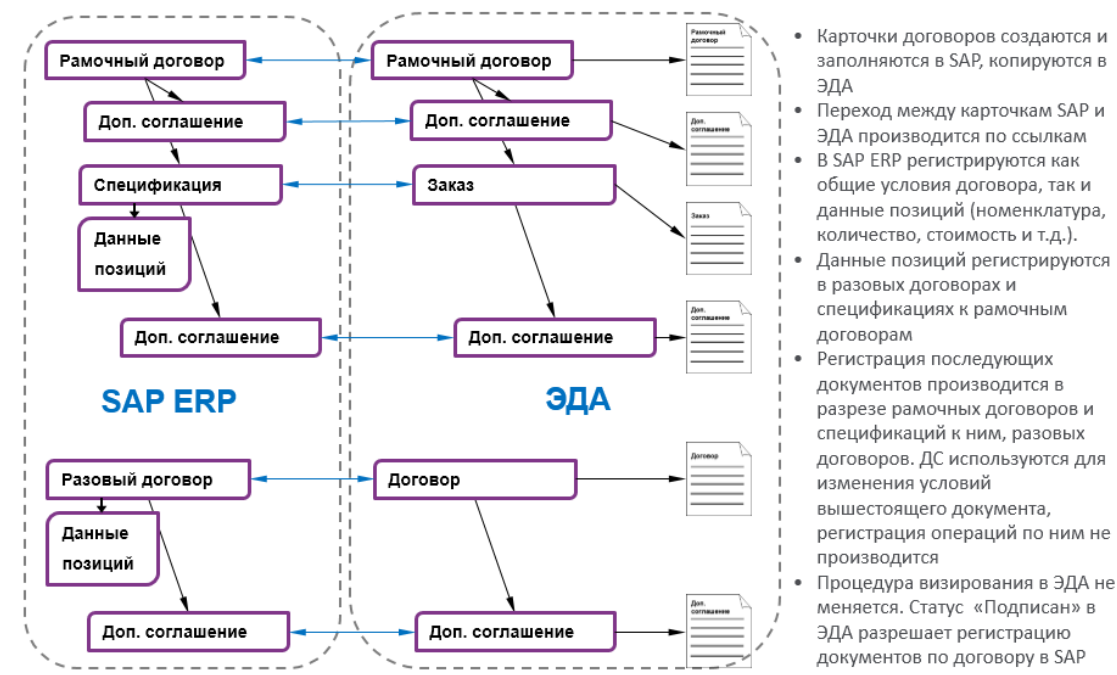 Рамочный договор
Доп. соглашение
Спецификация
Данные
позиций
Доп. соглашение
SAP ERP
Разовый договор
Данные
позиций
Доп. соглашение
Рамочный договор
Доп. соглашение
Заказ
Доп. соглашение
ЭДА
Договор
Доп. соглашение
Рамочный
договор
Доп.
соглашение
Заказ
Доп.
соглашение
Договор
Доп.
соглашение
• Карточки договоров создаются и
заполняются в SAP, копируются в
ЭДА
• Переход между карточкам SAP и
ЭДА производится по ссылкам
• В SAP ERP регистрируются как
общие условия договора, так и
данные позиций (номенклатура,
количество, стоимость и т.д.).
• Данные позиций регистрируются
в разовых договорах и
спецификациях к рамочным
договорам
• Регистрация последующих
документов производится в
разрезе рамочных договоров и
спецификаций к ним, разовых
договоров. ДС используются для
изменения условий
вышестоящего документа,
регистрация операций по ним не
производится
• Процедура визирования в ЭДА не
меняется. Статус «Подписан» в
ЭДА разрешает регистрацию
документов по договору в SAP